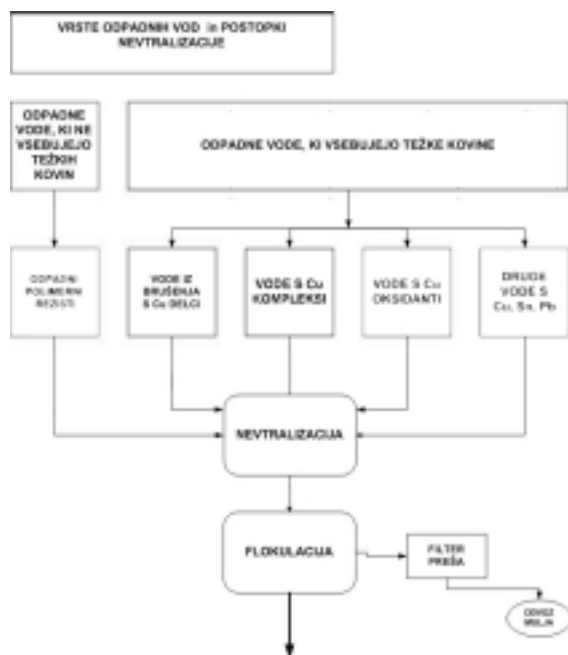 VRSTE ODPADNIH VOD in POSTOPKI
NEVTRALIZACIJE
ODPADNE
VODE, KI NE
VSEBUJEJO
TEŽKIH
KOVIN
ODPADNE VODE, KI VSEBUJEJO TEŽKE KOVINE
ODPADNI
POLIMERNI
REZISTI
VODE IZ
BRUŠENJA
S Cu DELCI
VODE S Cu
KOMPLEKSI
VODE S Cu
OKSIDANTI
DRUGE
VODE S
Cu, Sn, Pb
NEVTRALIZACIJA
FLOKULACIJA
FILTER
PREŠA
ODVOZ
MULJA